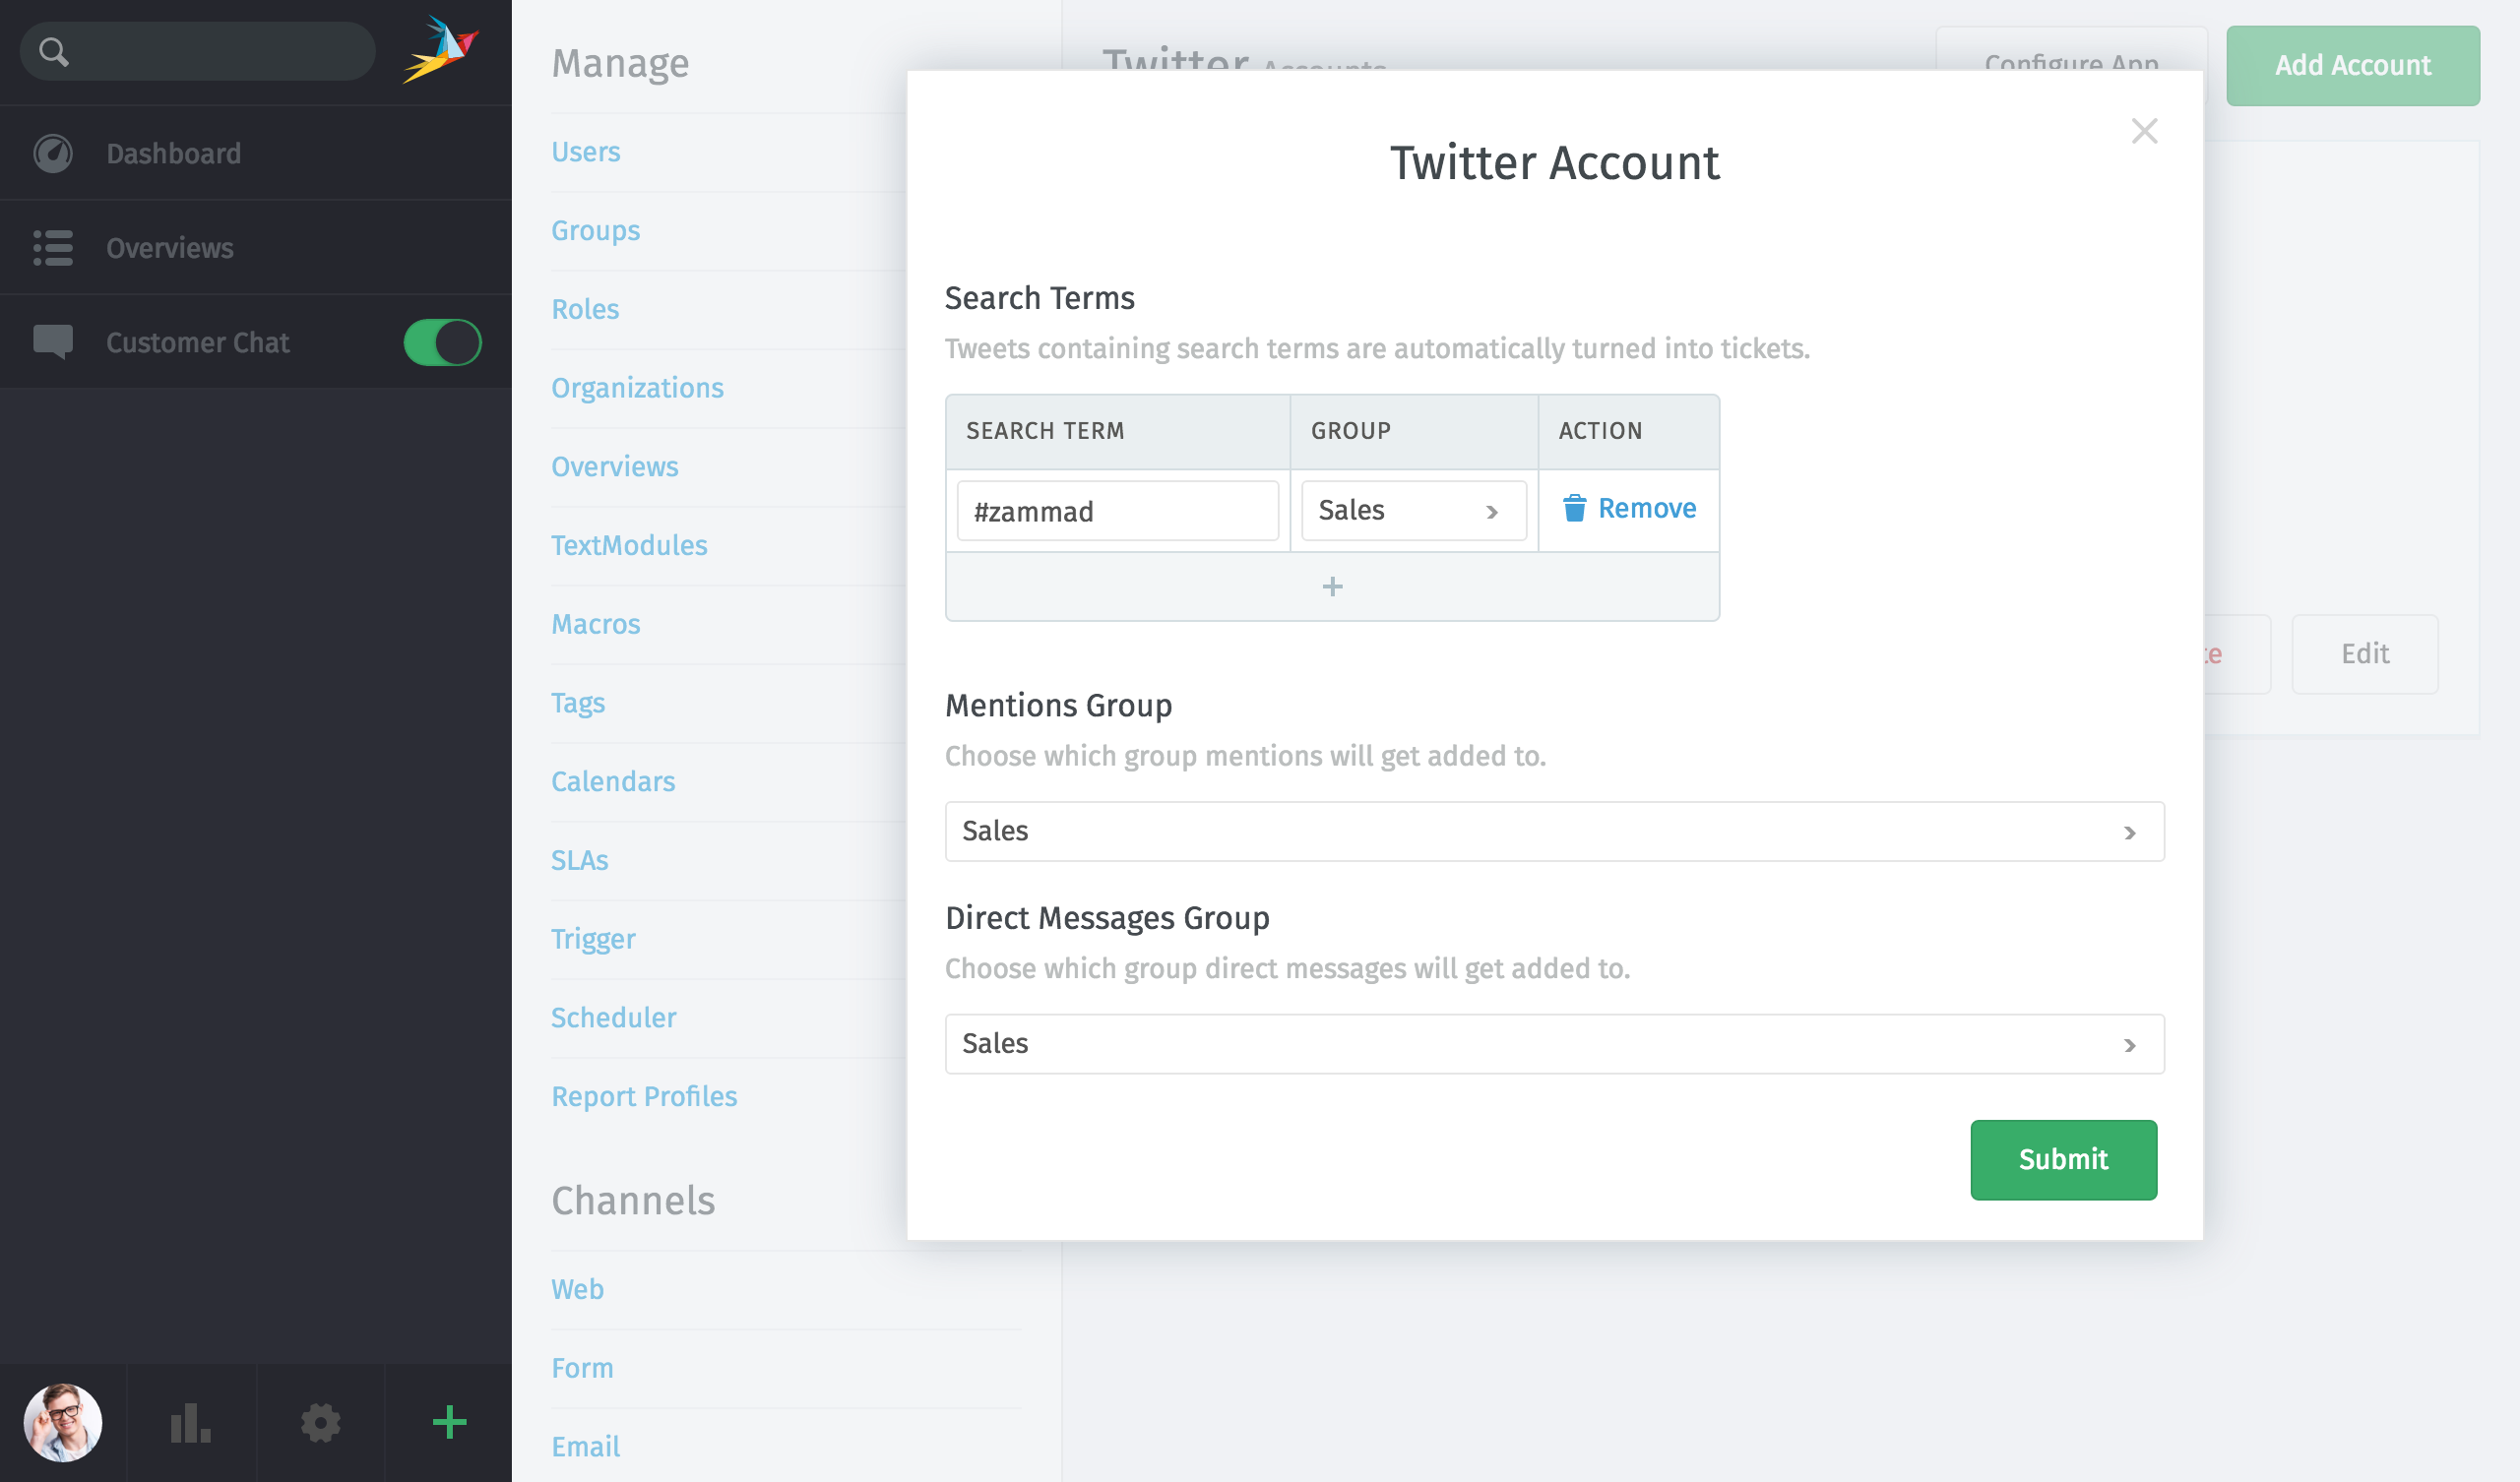 Dashboard
Overviews
Customer Chat
Manage
Users
Groups
Roles
Organizations
Overviews
TextModules
Macros
Tags
Calendars
SLAs
Trigger
Scheduler
Report Profiles
Channels
Web
Form
Email
Twitter Accounts
Configure App
Add Account
Twitter Account
Search Terms
Tweets containing search terms are automatically turned into tickets.
SEARCH TERM GROUP ACTION
#zammad Sales Remove
Mentions Group
Choose which group mentions will get added to.
Sales
Direct Messages Group
Choose which group direct messages will get added to.
Sales
Submit
Edit